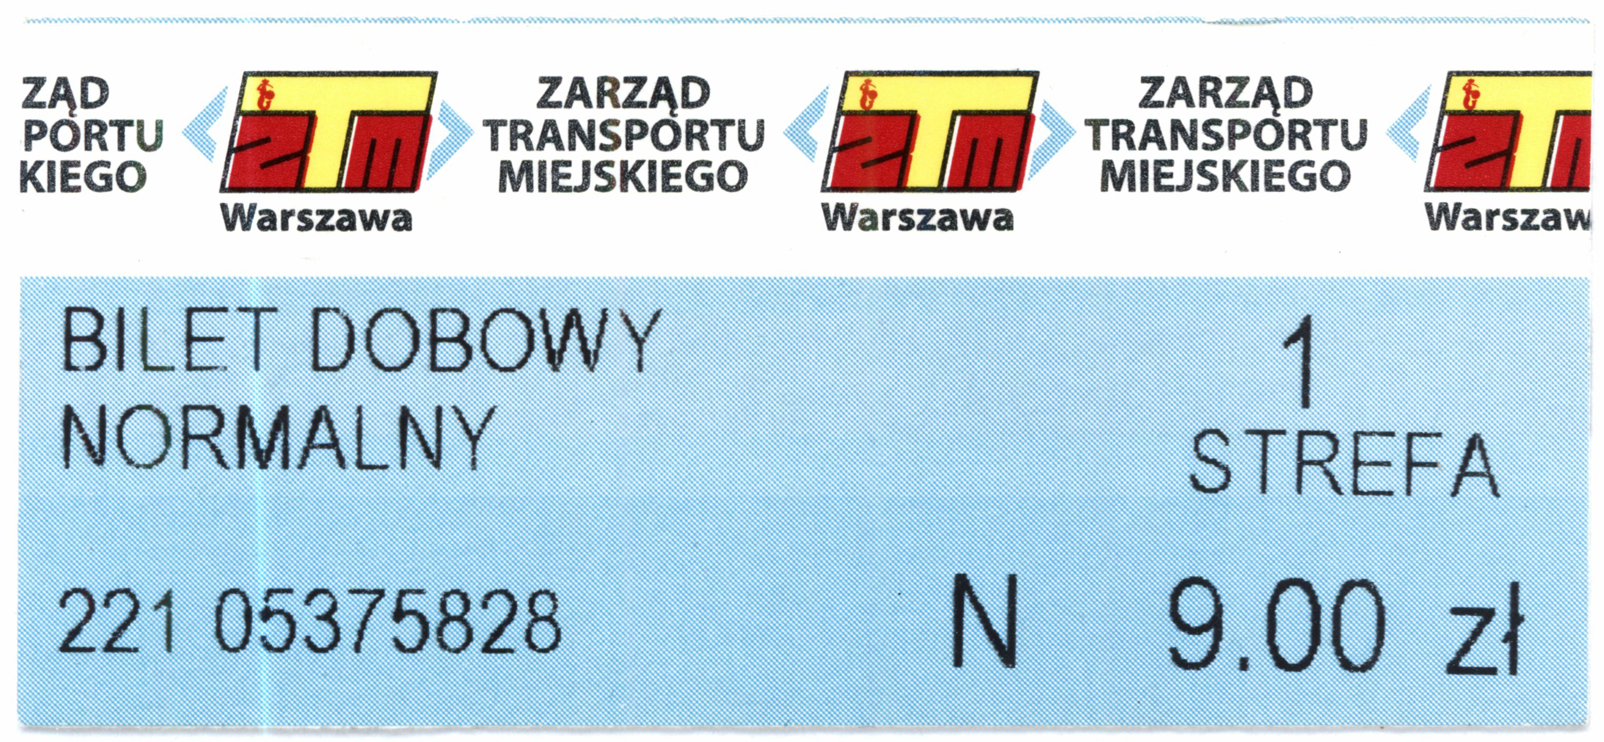 ZĄD
PORTU
KIEGO
ZTM
Warszawa
ZARZĄD
TRANSPORTU
MIEJSKIEGO
ZTM
Warszawa
ZARZĄD
TRANSPORTU
MIEJSKIEGO
ZTM
Warszaw
BILET DOBOWY
NORMALNY
1
STREFA
221 05375828
N 9.00 zł